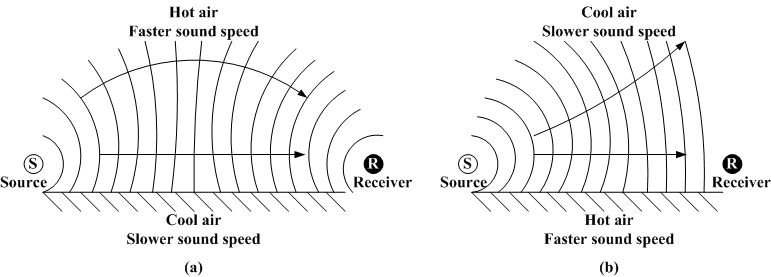 Hot air
Faster sound speed
S
Source
R
Receiver
Cool air
Slower sound speed
(a)
Cool air
Slower sound speed
S
Source
R
Receiver
Hot air
Faster sound speed
(b)